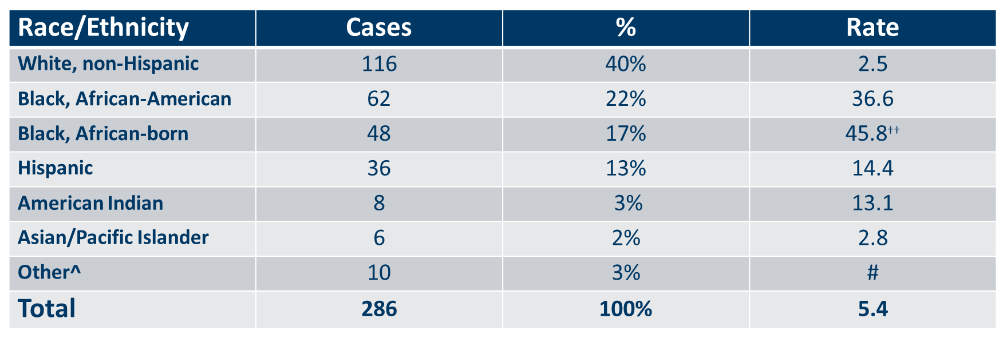 Race/Ethnicity Cases % Rate
White, non-Hispanic 116 40% 2.5
Black, African-American 62 22% 36.6
Black, African-born 48 17% 45.8††
Hispanic 36 13% 14.4
American Indian 8 3% 13.1
Asian/Pacific Islander 6 2% 2.8
Other^ 10 3% #
Total 286 100% 5.4